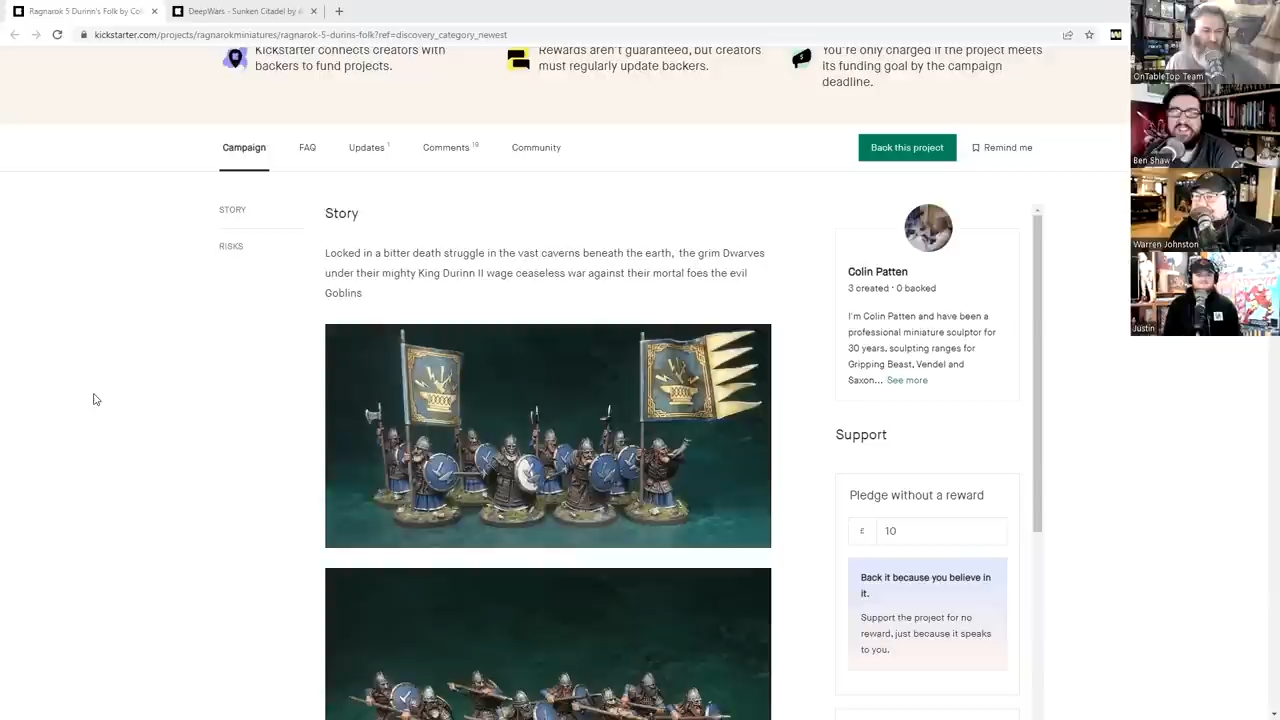 Ragnarok 5 Durinn's Folk by Col
DeepWars - Sunken Citadel by A
kickstarter.com/projects/ragnarokminiatures/ragnarok-5-durins-folk?ref=discovery_category_newest
Kickstarter connects creators with
backers to fund projects.
Rewards aren't guaranteed, but creators
must regularly update backers.
You're only charged if the project meets
its funding goal by the campaign
deadline.
Campaign
FAQ
Updates 1
Comments 19
Community
Back this project
Remind me
STORY
RISKS
Story
Locked in a bitter death struggle in the vast caverns beneath the earth, the grim Dwarves
under their mighty King Durinn II wage ceaseless war against their mortal foes the evil
Goblins
Colin Patten
3 created · 0 backed
I'm Colin Patten and have been a
professional miniature sculptor for
30 years, sculpting ranges for
Gripping Beast, Vendel and
Saxon... See more
Support
Pledge without a reward
£ 10
Back it because you believe in
it.
Support the project for no
reward, just because it speaks
to you.
OnTableTop Team
Ben Shaw
Warren Johnston
Justin